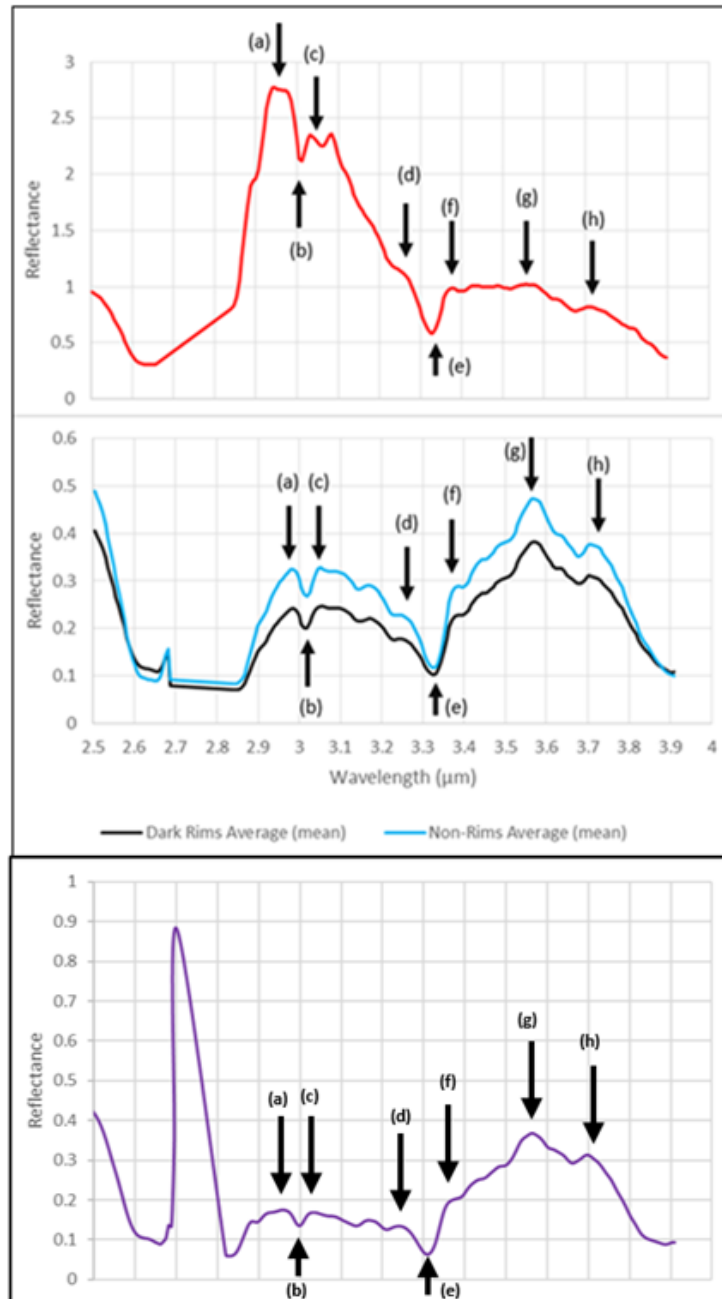 (a)
(c)
3
2.5
(d)
2
(f)
(g)
(h)
(b)
1.5
Reflectance
1
0.5
(e)
0
0.6
(g)
(h)
0.5
(a)
(c)
(f)
(d)
0.4
0.3
Reflectance
0.2
0.1
(b)
(e)
0
2.5 2.6 2.7 2.8 2.9 3 3.1 3.2 3.3 3.4 3.5 3.6 3.7 3.8 3.9 4
Wavelength (μm)
Dark Rims Average (mean) Non-Rims Average (mean)
1
0.9
0.8
0.7
(g)
0.6
(h)
(f)
0.5
(a) (c)
(d)
0.4
Reflectance
0.3
0.2
0.1
0
(b)
(e)